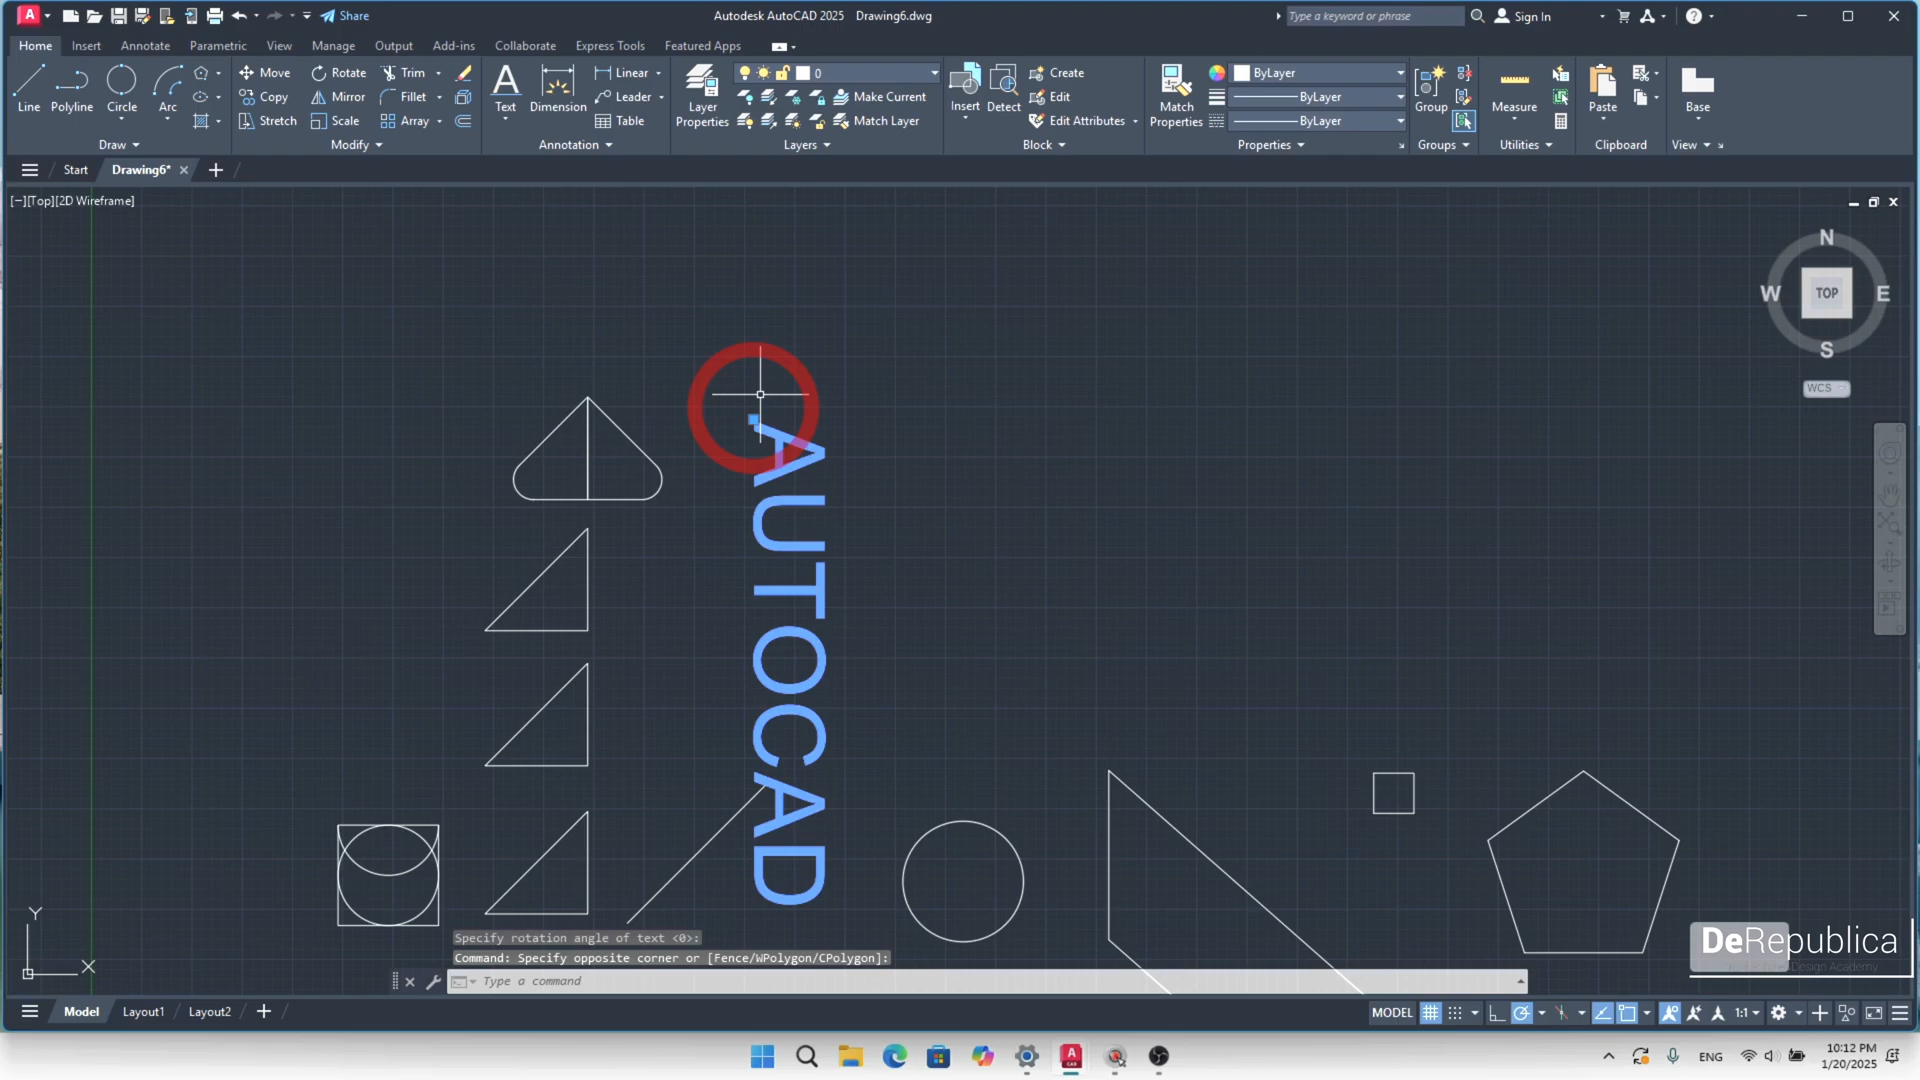 A
Share
Autodesk AutoCAD 2025 Drawing6.dwg
Type a keyword or phrase
Sign In
Home Insert Annotate Parametric View Manage Output Add-ins Collaborate Express Tools Featured Apps
Line Polyline Circle Arc
Draw
Move Rotate Trim
Copy Mirror Fillet
Stretch Scale Array
Modify
Text Dimension
Linear
Leader
Table
Annotation
Layer
Properties
0
Make Current
Match Layer
Layers
Insert Detect
Create
Edit
Edit Attributes
Block
Match
Properties
ByLayer
ByLayer
ByLayer
Properties
Group
Groups
Measure
Utilities
Paste
Clipboard
Base
View
Start Drawing6*
[−][Top][2D Wireframe]
N
W TOP E
S
WCS
AUTOCAD
Y
X
Specify rotation angle of text <0>:
Command: Specify opposite corner or [Fence/WPolygon/CPolygon]:
Type a command
DeRepublica
Design Academy
Model Layout1 Layout2
MODEL 1:1
A
CAD
ENG
10:12 PM
1/20/2025